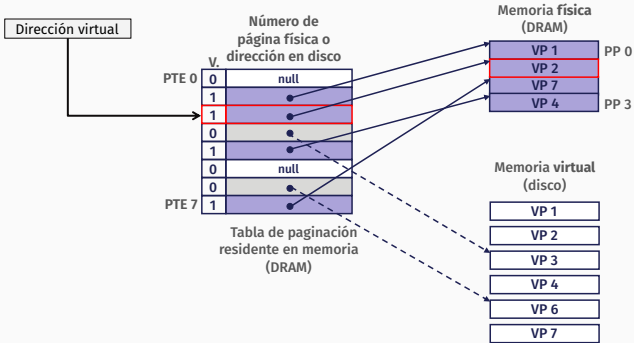 Dirección virtual
Número de
página física o
dirección en disco
V.
PTE 0
0
null
1
1
0
1
0
null
0
PTE 7
1
Tabla de paginación
residente en memoria
(DRAM)
Memoria física
(DRAM)
VP 1
PP 0
VP 2
VP 7
VP 4
PP 3
Memoria virtual
(disco)
VP 1
VP 2
VP 3
VP 4
VP 6
VP 7